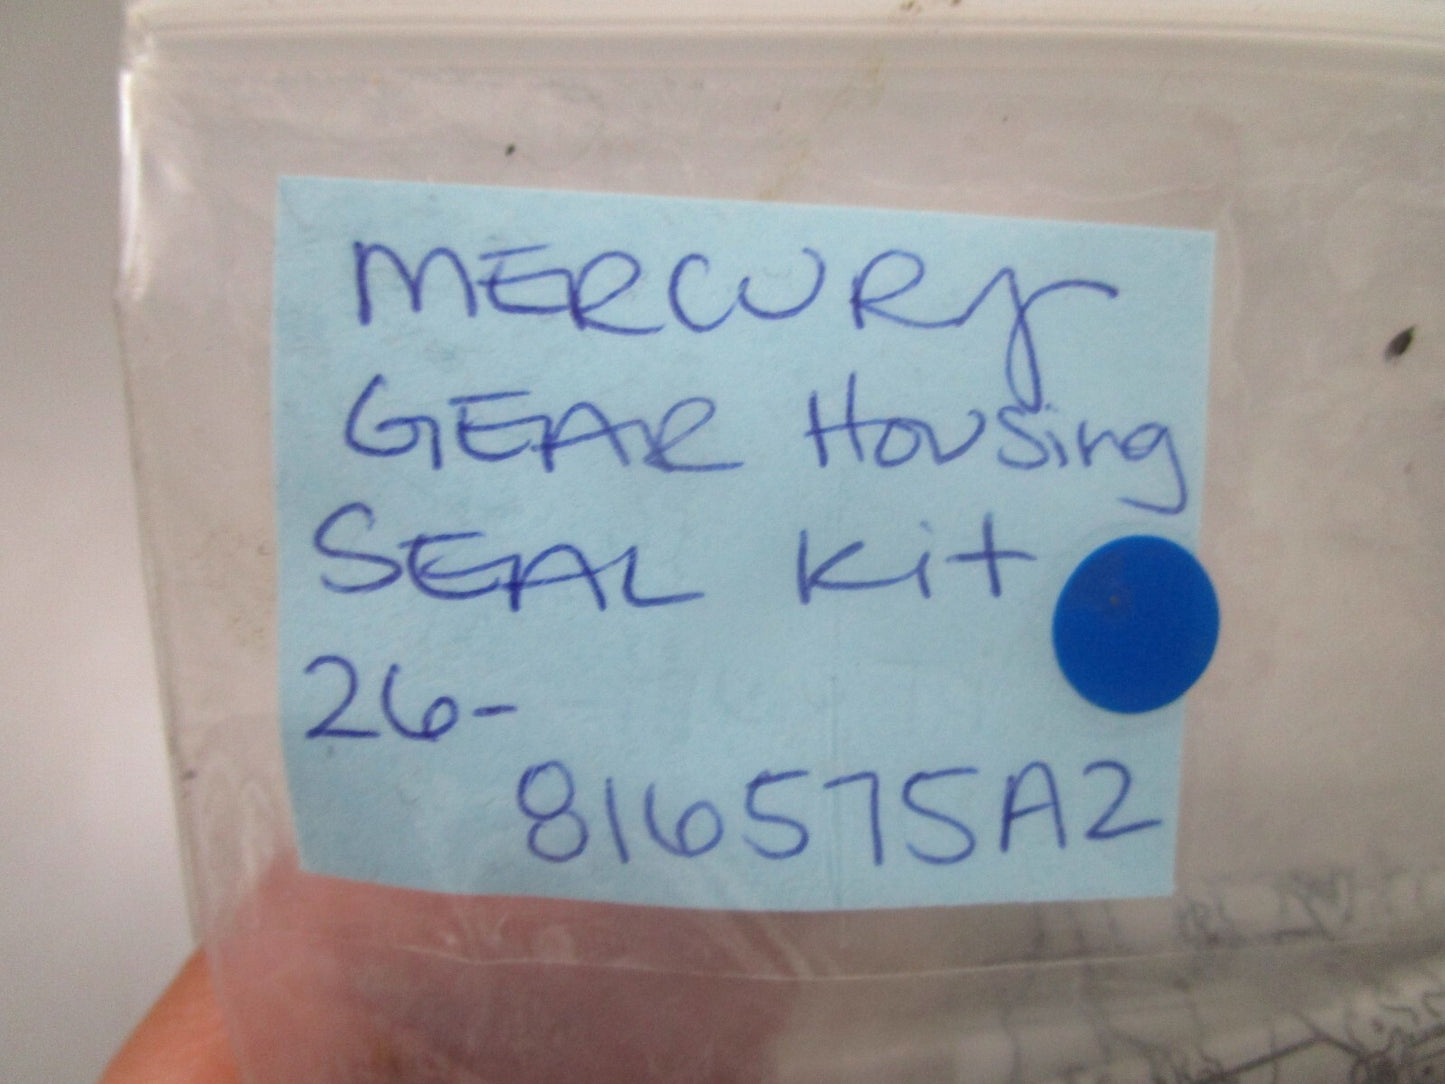 MERCURY
GEAR Housing
SEAL Kit
26-
816575A2